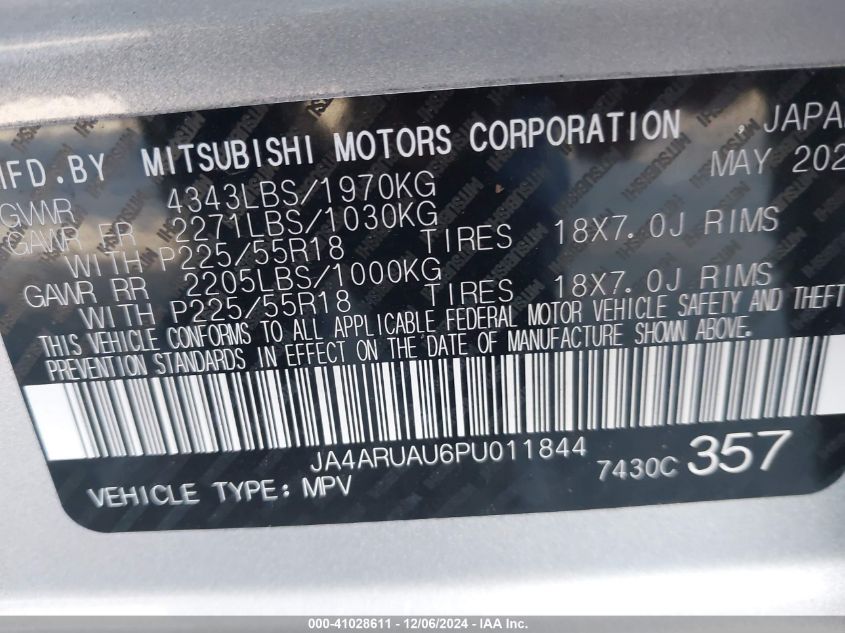 MFD.BY MITSUBISHI MOTORS CORPORATION , JAPA
MAY 202
GVWR 4343LBS/1970KG
GAWR FR 2271LBS/1030KG
WITH P225/55R18 TIRES 18X7.0J RIMS
GAWR RR 2205LBS/1000KG
WITH P225/55R18 TIRES 18X7.0J RIMS
THIS VEHICLE CONFORMS TO ALL APPLICABLE FEDERAL MOTOR VEHICLE SAFETY AND THEFT
PREVENTION STANDARDS IN EFFECT ON THE DATE OF MANUFACTURE SHOWN ABOVE.
JA4ARUAU6PU011844
7430C 357
VEHICLE TYPE: MPV
000-41028611 - 12/06/2024 - IAA Inc.